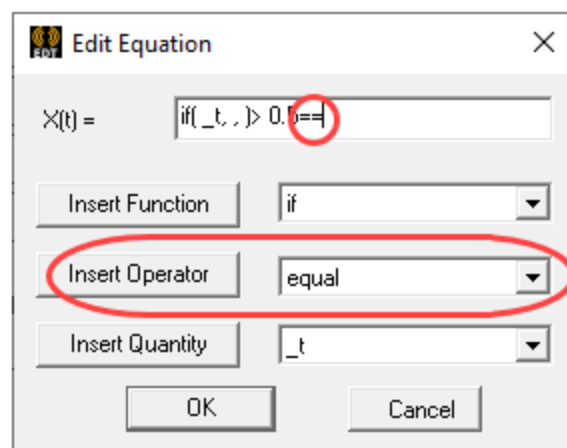 EDT Edit Equation
X(t) = if( _t, , )> 0.5==
Insert Function if
Insert Operator equal
Insert Quantity _t
OK Cancel